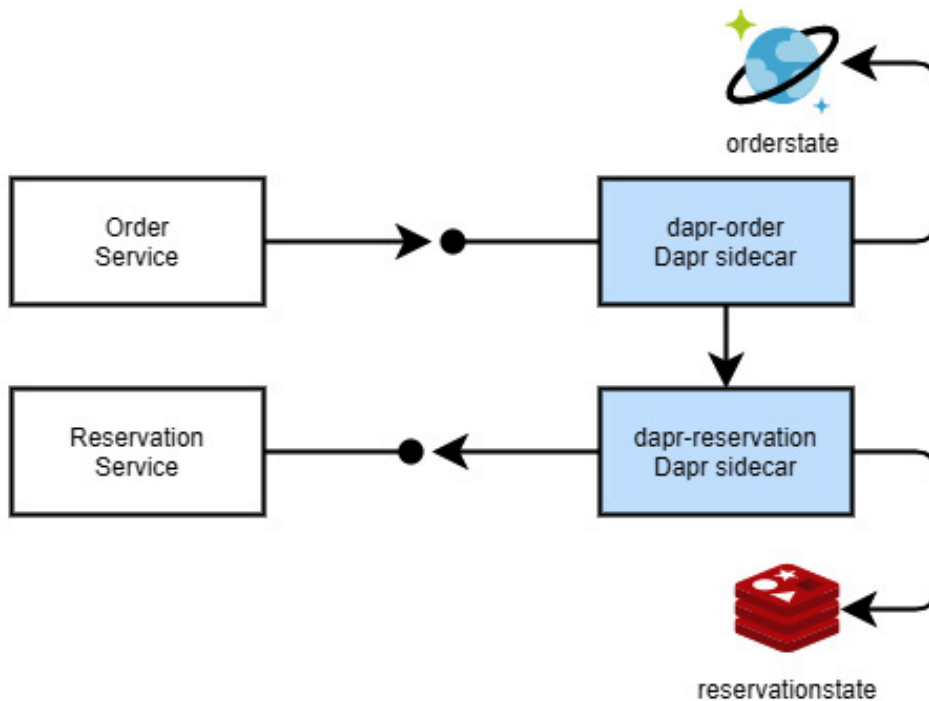 orderstate
Order
Service
dapr-order
Dapr sidecar
Reservation
Service
dapr-reservation
Dapr sidecar
reservationstate